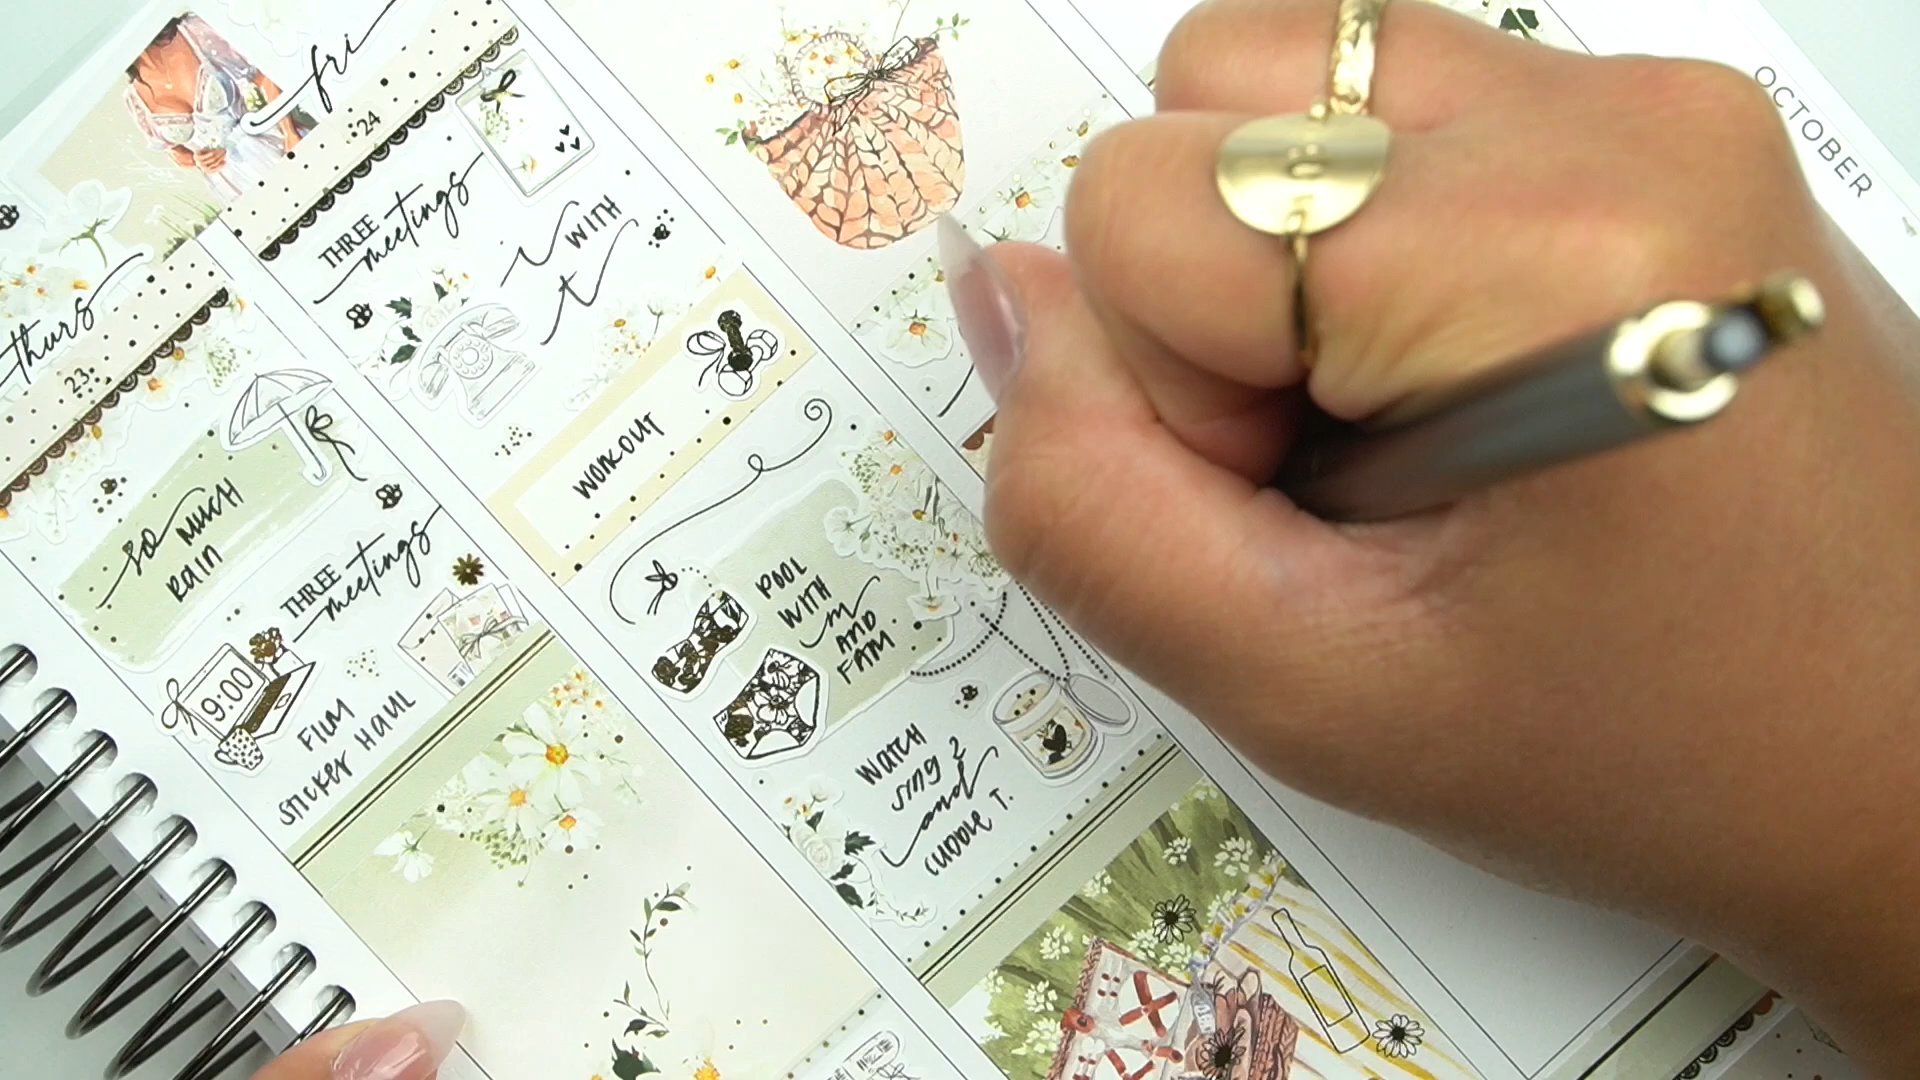 thurs
23
so
MUCH
RAIN
THREE
meetings
9:00
FILM
STICKER HAUL
fri
24
THREE
meetings
WITH
t
WORKOUT
POOL
WITH
m
AND
FAM
WATCH
SING 2
and
CUDDLE T.
OCTOBER